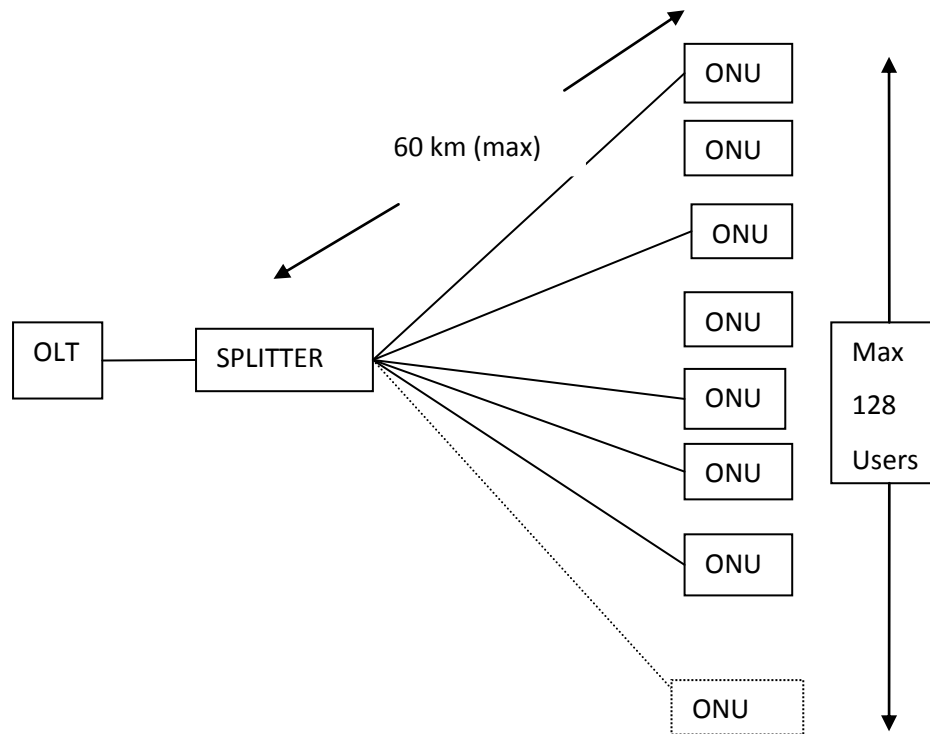 ONU
60 km (max)
ONU
ONU
ONU
OLT
SPLITTER
Max
128
Users
ONU
ONU
ONU
ONU